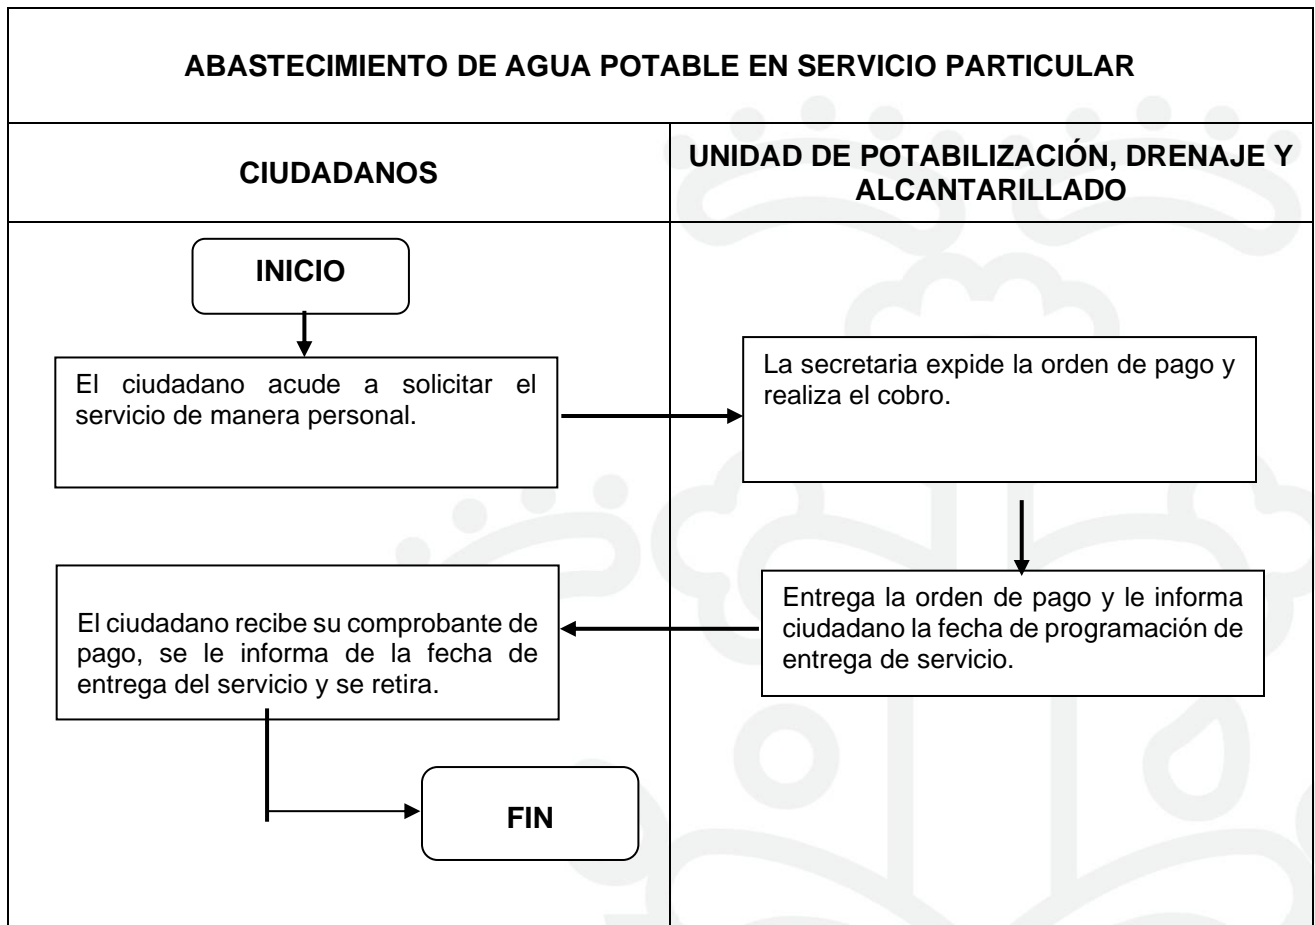 ABASTECIMIENTO DE AGUA POTABLE EN SERVICIO PARTICULAR
CIUDADANOS
UNIDAD DE POTABILIZACIÓN, DRENAJE Y
ALCANTARILLADO
INICIO
El ciudadano acude a solicitar el
servicio de manera personal.
La secretaria expide la orden de pago y
realiza el cobro.
Entrega la orden de pago y le informa
ciudadano la fecha de programación de
entrega de servicio.
El ciudadano recibe su comprobante de
pago, se le informa de la fecha de
entrega del servicio y se retira.
FIN